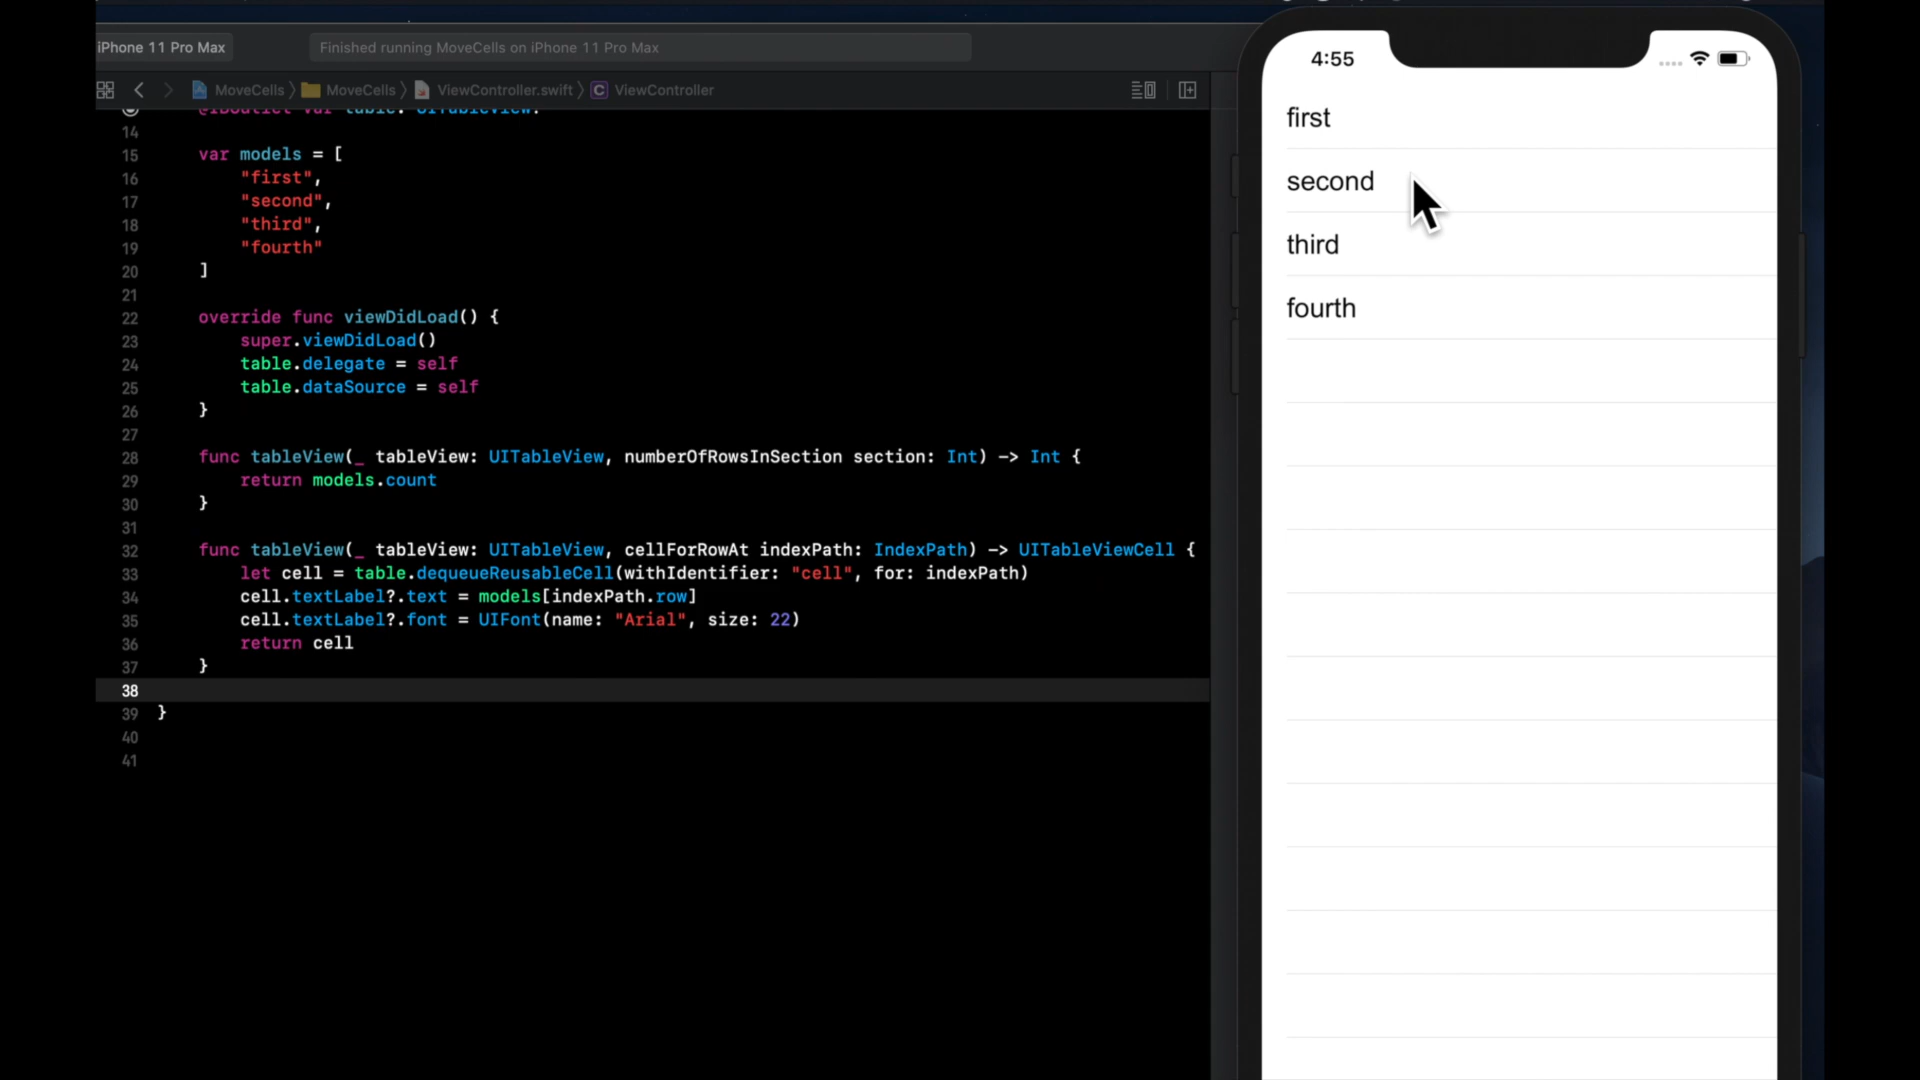 iPhone 11 Pro Max
Finished running MoveCells on iPhone 11 Pro Max
MoveCells 〉 MoveCells 〉 ViewController.swift 〉 C ViewController
@IBOutlet var table: UITableView!
14
15 var models = [
16 "first",
17 "second",
18 "third",
19 "fourth"
20 ]
21
22 override func viewDidLoad() {
23 super.viewDidLoad()
24 table.delegate = self
25 table.dataSource = self
26 }
27
28 func tableView(_ tableView: UITableView, numberOfRowsInSection section: Int) -> Int {
29 return models.count
30 }
31
32 func tableView(_ tableView: UITableView, cellForRowAt indexPath: IndexPath) -> UITableViewCell {
33 let cell = table.dequeueReusableCell(withIdentifier: "cell", for: indexPath)
34 cell.textLabel?.text = models[indexPath.row]
35 cell.textLabel?.font = UIFont(name: "Arial", size: 22)
36 return cell
37 }
38
39 }
40
41
4:55
first
second
third
fourth